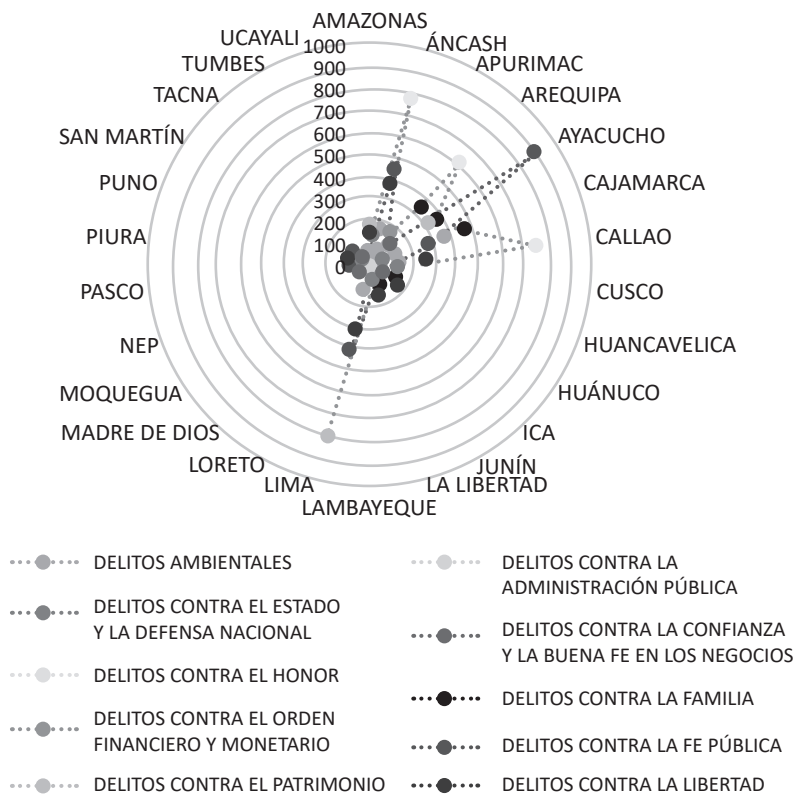 AMAZONAS
ÁNCASH
APURIMAC
AREQUIPA
AYACUCHO
CAJAMARCA
CALLAO
CUSCO
HUANCAVELICA
HUÁNUCO
ICA
JUNÍN
LA LIBERTAD
LAMBAYEQUE
LIMA
LORETO
MADRE DE DIOS
MOQUEGUA
NEP
PASCO
PIURA
PUNO
SAN MARTÍN
TACNA
TUMBES
UCAYALI
1000
900
800
700
600
500
400
300
200
100
0
DELITOS AMBIENTALES
DELITOS CONTRA EL ESTADO
Y LA DEFENSA NACIONAL
DELITOS CONTRA EL HONOR
DELITOS CONTRA EL ORDEN
FINANCIERO Y MONETARIO
DELITOS CONTRA EL PATRIMONIO
DELITOS CONTRA LA
ADMINISTRACIÓN PÚBLICA
DELITOS CONTRA LA CONFIANZA
Y LA BUENA FE EN LOS NEGOCIOS
DELITOS CONTRA LA FAMILIA
DELITOS CONTRA LA FE PÚBLICA
DELITOS CONTRA LA LIBERTAD